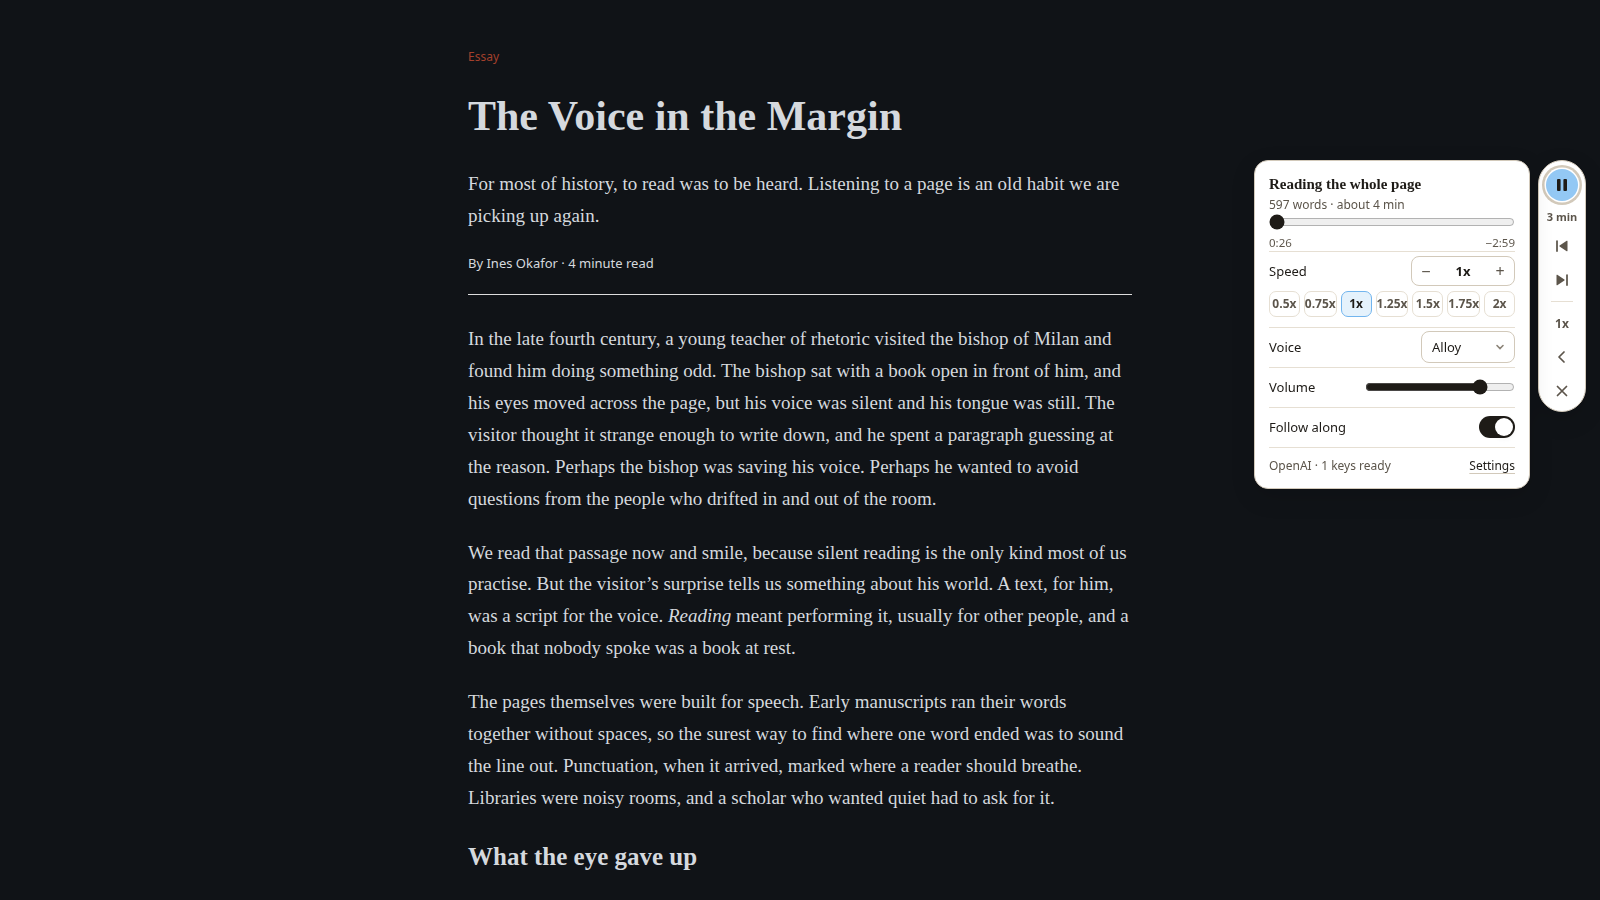 Essay
The Voice in the Margin
For most of history, to read was to be heard. Listening to a page is an old habit we are
picking up again.
By Ines Okafor · 4 minute read
In the late fourth century, a young teacher of rhetoric visited the bishop of Milan and
found him doing something odd. The bishop sat with a book open in front of him, and
his eyes moved across the page, but his voice was silent and his tongue was still. The
visitor thought it strange enough to write down, and he spent a paragraph guessing at
the reason. Perhaps the bishop was saving his voice. Perhaps he wanted to avoid
questions from the people who drifted in and out of the room.
We read that passage now and smile, because silent reading is the only kind most of us
practise. But the visitor’s surprise tells us something about his world. A text, for him,
was a script for the voice. Reading meant performing it, usually for other people, and a
book that nobody spoke was a book at rest.
The pages themselves were built for speech. Early manuscripts ran their words
together without spaces, so the surest way to find where one word ended was to sound
the line out. Punctuation, when it arrived, marked where a reader should breathe.
Libraries were noisy rooms, and a scholar who wanted quiet had to ask for it.
What the eye gave up
Reading the whole page
597 words · about 4 min
0:26 −2:59
Speed − 1x +
0.5x 0.75x 1x 1.25x 1.5x 1.75x 2x
Voice Alloy
Volume
Follow along
OpenAI · 1 keys ready Settings
3 min
1x